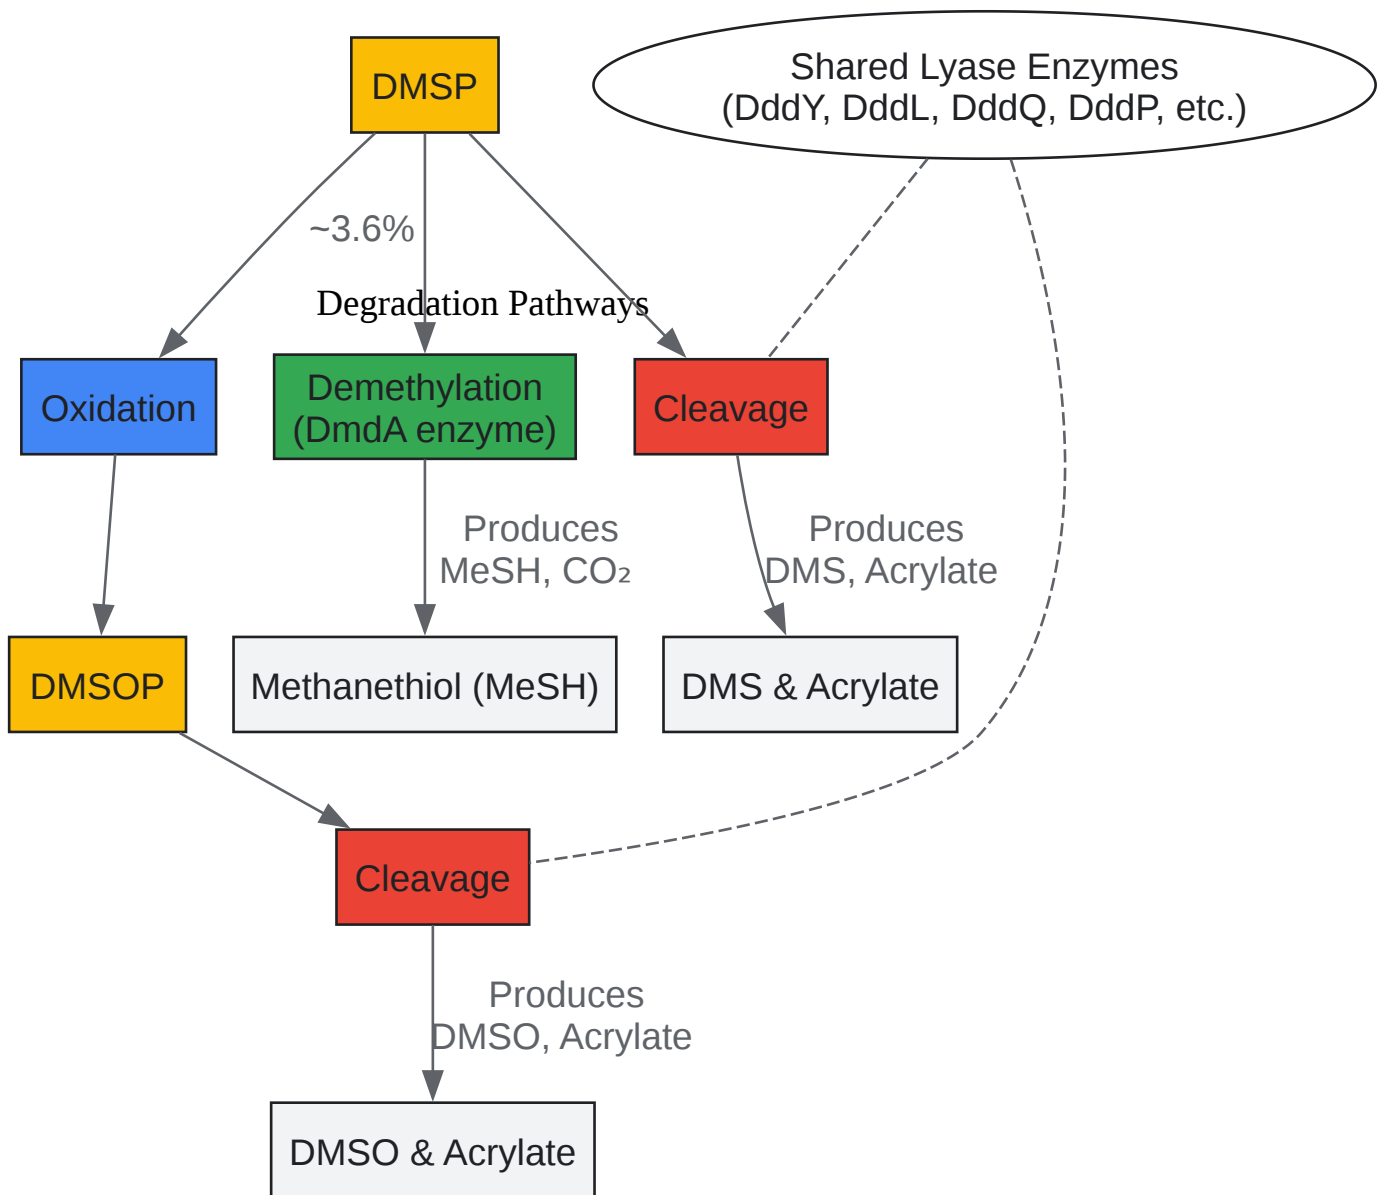 DMSP
Shared Lyase Enzymes
(DddY, DddL, DddQ, DddP, etc.)
~3.6%
Degradation Pathways
Oxidation
Demethylation
(DmdA enzyme)
Cleavage
Produces
MeSH, CO₂
Produces
DMS, Acrylate
DMSOP
Methanethiol (MeSH)
DMS & Acrylate
Cleavage
Produces
DMSO, Acrylate
DMSO & Acrylate